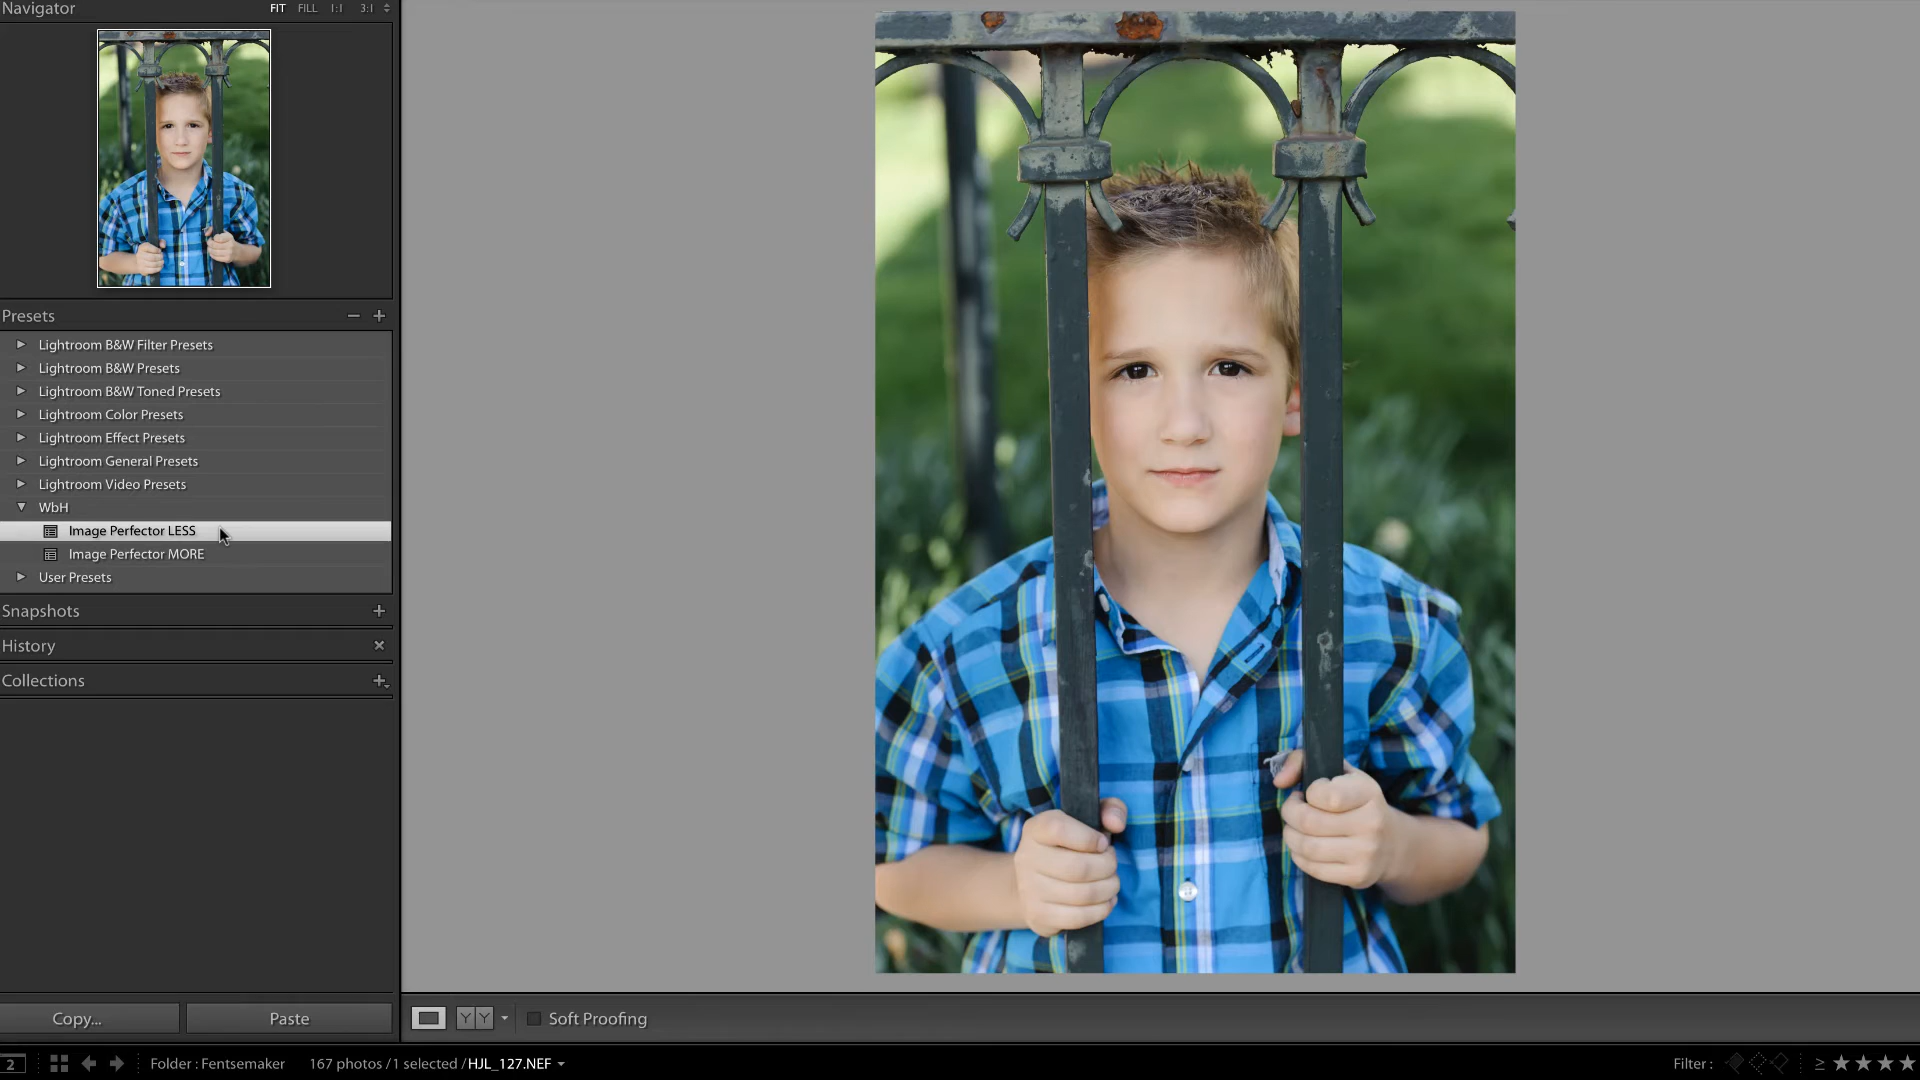 Navigator FIT FILL 1:1 3:1
Presets
Lightroom B&W Filter Presets
Lightroom B&W Presets
Lightroom B&W Toned Presets
Lightroom Color Presets
Lightroom Effect Presets
Lightroom General Presets
Lightroom Video Presets
WbH
Image Perfector LESS
Image Perfector MORE
User Presets
Snapshots
History
Collections
Copy... Paste
Y Y Soft Proofing
2 Folder : Fentsemaker 167 photos / 1 selected / HJL_127.NEF Filter : ≥